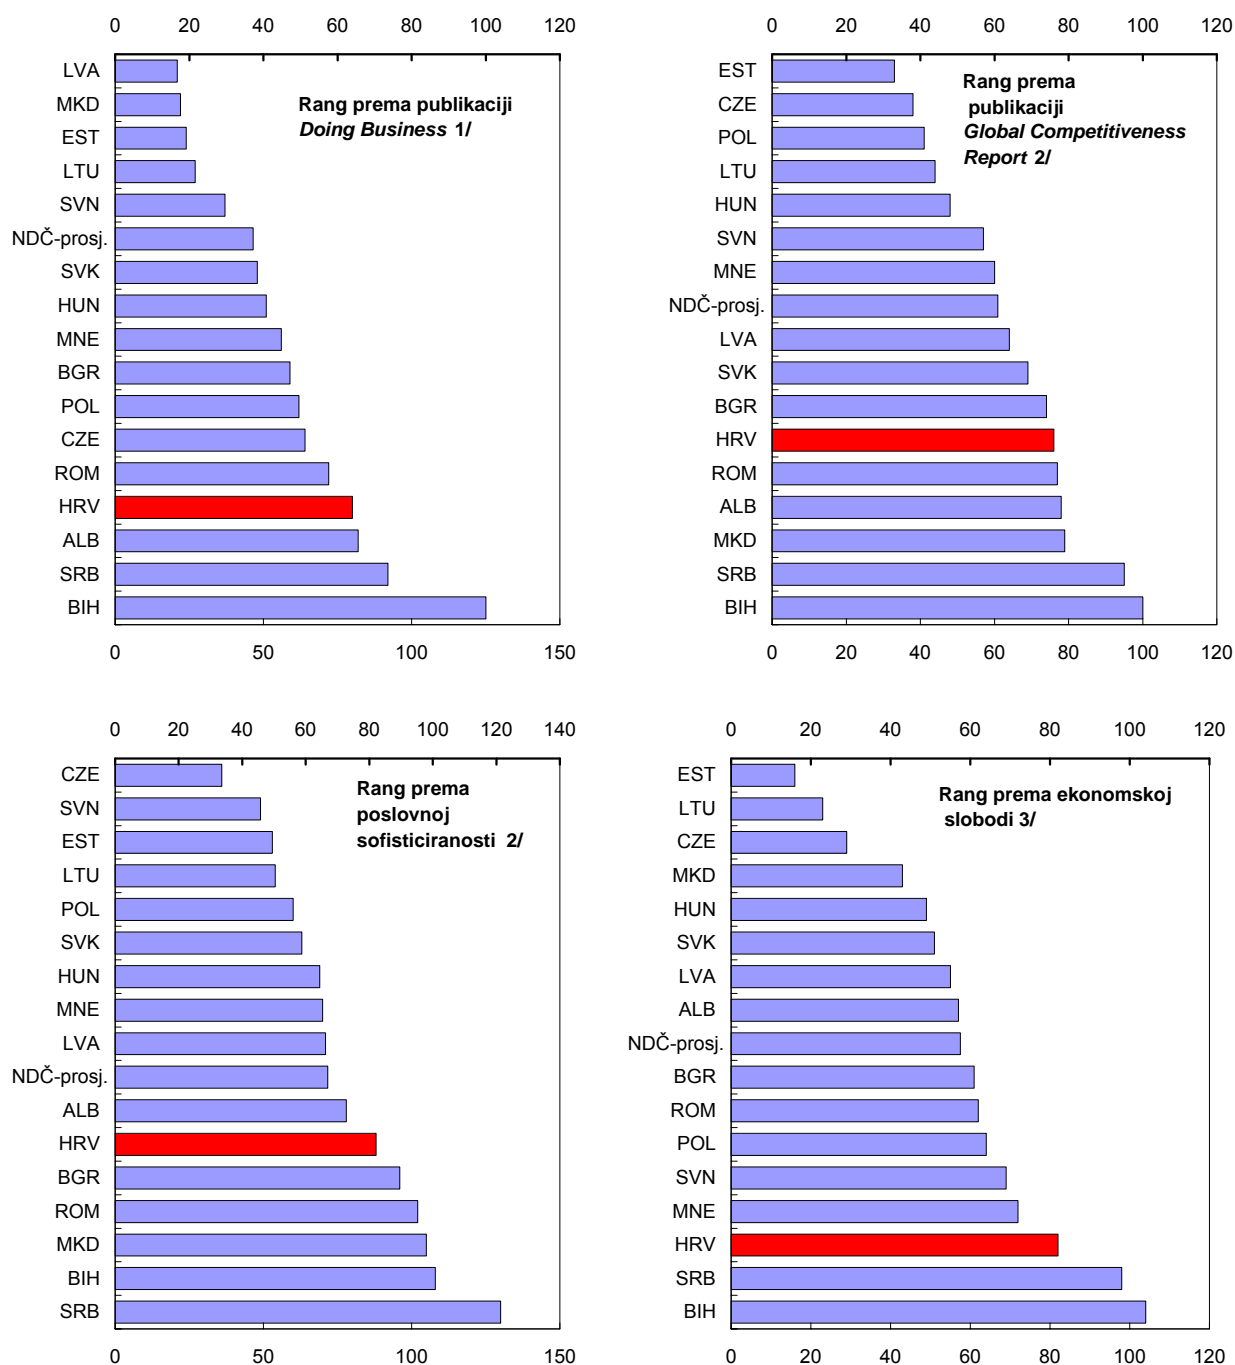 0 20 40 60 80 100 120
LVA
MKD
EST
LTU
SVN
NDČ-prosj.
SVK
HUN
MNE
BGR
POL
CZE
ROM
HRV
ALB
SRB
BIH
Rang prema publikaciji
Doing Business 1/
0 50 100 150
0 20 40 60 80 100 120
EST
CZE
POL
LTU
HUN
SVN
MNE
NDČ-prosj.
LVA
SVK
BGR
HRV
ROM
ALB
MKD
SRB
BIH
Rang prema
publikaciji
Global Competitiveness
Report 2/
0 20 40 60 80 100 120
0 20 40 60 80 100 120 140
CZE
SVN
EST
LTU
POL
SVK
HUN
MNE
LVA
NDČ-prosj.
ALB
HRV
BGR
ROM
MKD
BIH
SRB
Rang prema
poslovnoj
sofisticiranosti 2/
0 50 100 150
0 20 40 60 80 100 120
EST
LTU
CZE
MKD
HUN
SVK
LVA
ALB
NDČ-prosj.
BGR
ROM
POL
SVN
MNE
HRV
SRB
BIH
Rang prema ekonomskoj
slobodi 3/
0 20 40 60 80 100 120